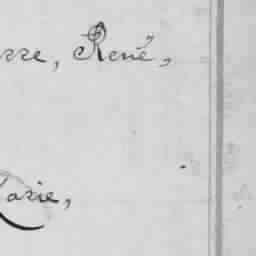 rre, René,
arie,